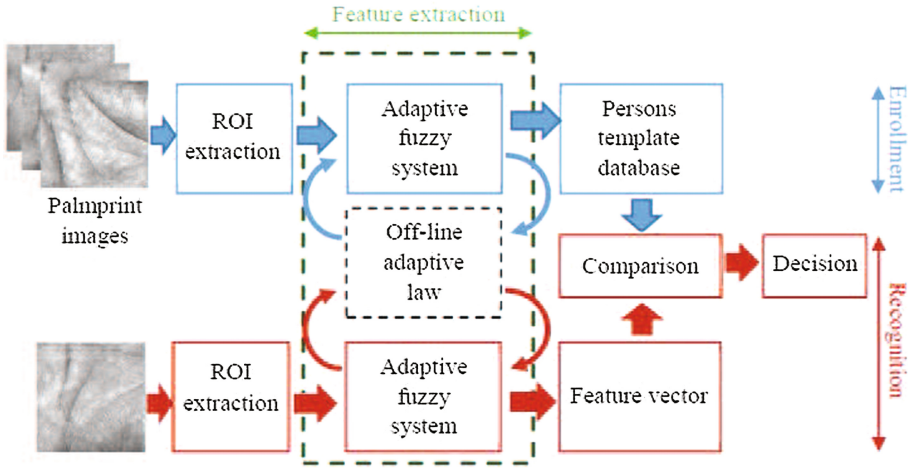 Feature extraction
ROI
extraction
Adaptive
fuzzy
system
Persons
template
database
Enrollment
Palmprint
images
Off-line
adaptive
law
Comparison
Decision
Recognition
ROI
extraction
Adaptive
fuzzy
system
Feature vector